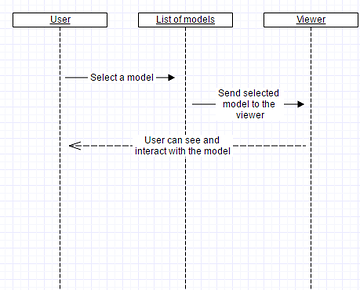 User
List of models
Viewer
Select a model
Send selected
model to the
viewer
User can see and
interact with the model